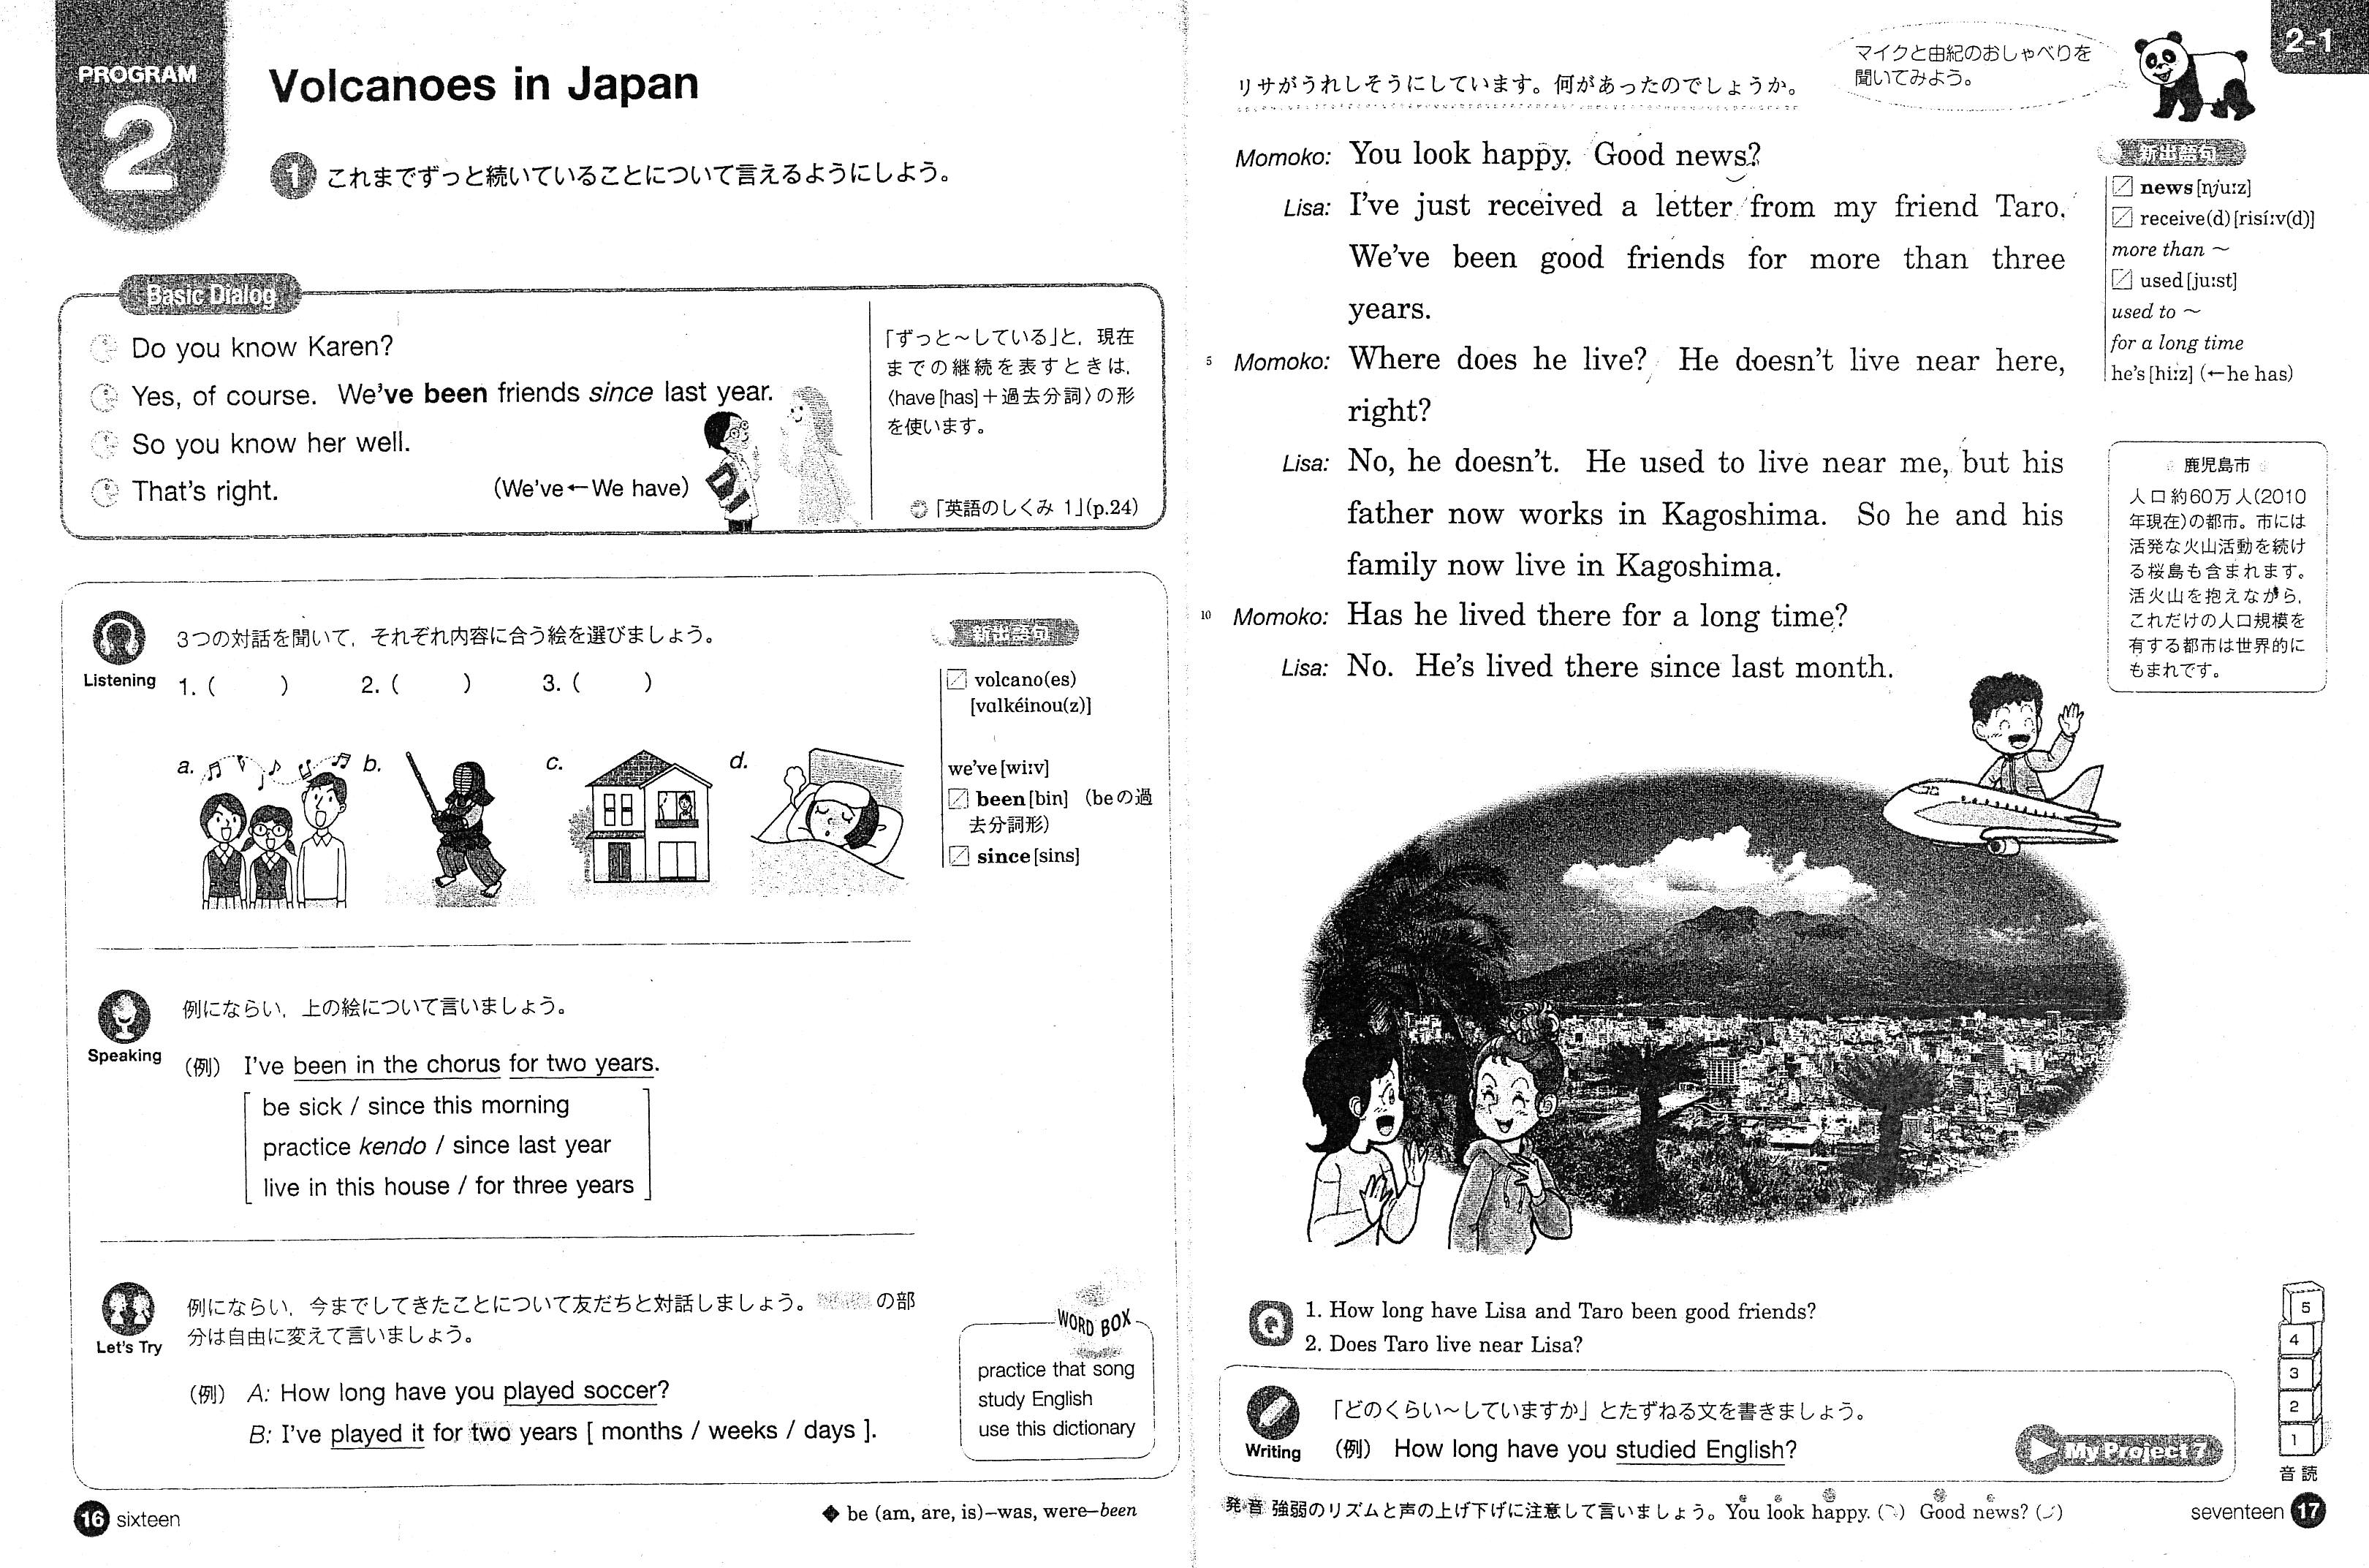 PROGRAM
2
Volcanoes in Japan
1 これまでずっと続いていることについて言えるようにしよう。
Basic Dialog
Do you know Karen?
Yes, of course. We've been friends since last year.
So you know her well.
That's right. (We've←We have)
「ずっと～している」と，現在
までの継続を表すときは，
〈have [has]＋過去分詞〉の形
を使います。
「英語のしくみ 1」(p.24)
Listening
3つの対話を聞いて，それぞれ内容に合う絵を選びましょう。
1. ( ) 2. ( ) 3. ( )
a. b. c. d.
新出語句
volcano(es)
[vɑlkéinou(z)]
we've [wiːv]
been [bin] （beの過
去分詞形）
since [sins]
Speaking
例にならい，上の絵について言いましょう。
（例） I've been in the chorus for two years.
be sick / since this morning
practice kendo / since last year
live in this house / for three years
Let's Try
例にならい，今までしてきたことについて友だちと対話しましょう。 の部
分は自由に変えて言いましょう。
（例） A: How long have you played soccer?
B: I've played it for two years [ months / weeks / days ].
WORD BOX
practice that song
study English
use this dictionary
16 sixteen
◆ be (am, are, is)–was, were–been
2-1
リサがうれしそうにしています。何があったのでしょうか。
マイクと由紀のおしゃべりを
聞いてみよう。
Momoko: You look happy. Good news?
Lisa: I've just received a letter from my friend Taro.
We've been good friends for more than three
years.
5 Momoko: Where does he live? He doesn't live near here,
right?
Lisa: No, he doesn't. He used to live near me, but his
father now works in Kagoshima. So he and his
family now live in Kagoshima.
10 Momoko: Has he lived there for a long time?
Lisa: No. He's lived there since last month.
新出語句
news [njuːz]
receive(d) [risíːv(d)]
more than ～
used [juːst]
used to ～
for a long time
he's [hiːz] (←he has)
鹿児島市
人口約60万人(2010
年現在)の都市。市には
活発な火山活動を続け
る桜島も含まれます。
活火山を抱えながら，
これだけの人口規模を
有する都市は世界的に
もまれです。
Q 1. How long have Lisa and Taro been good friends?
2. Does Taro live near Lisa?
Writing
「どのくらい～していますか」とたずねる文を書きましょう。
（例） How long have you studied English?
My Project 7
5
4
3
2
1
音読
発音 強弱のリズムと声の上げ下げに注意して言いましょう。You look happy. (↘) Good news? (↗)
seventeen 17